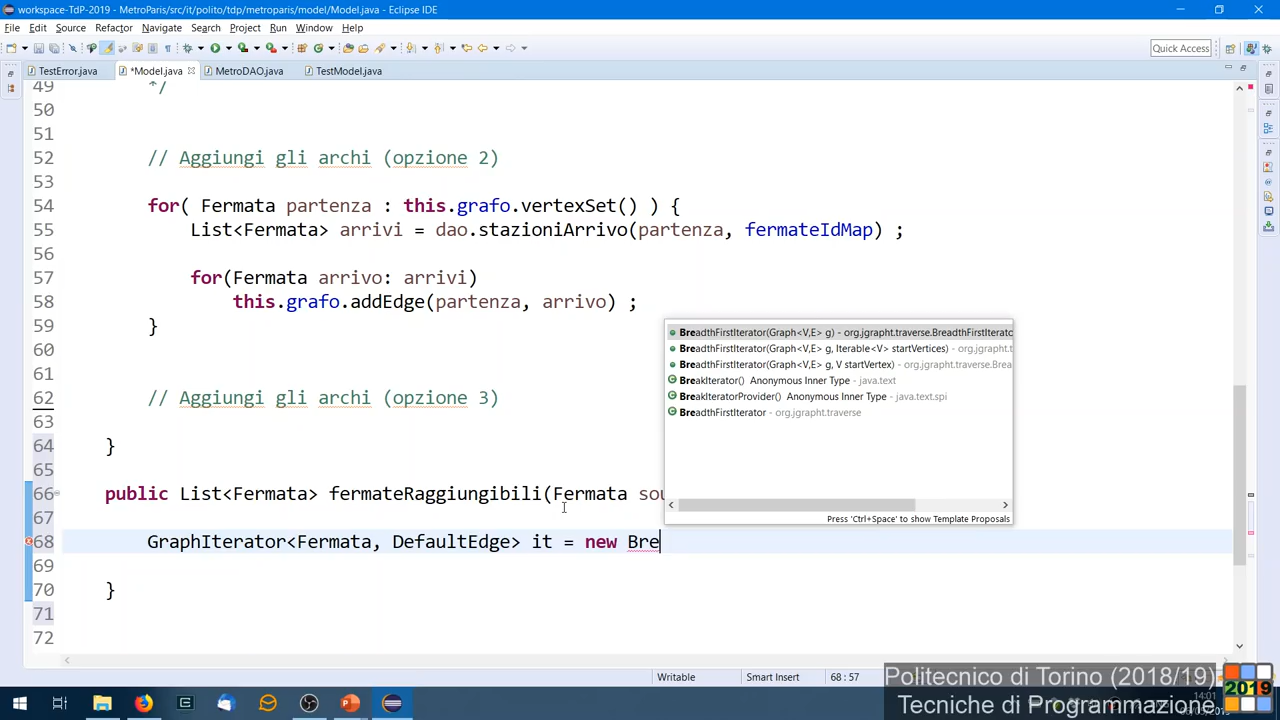 workspace-TdP-2019 - MetroParis/src/it/polito/tdp/metroparis/model/Model.java - Eclipse IDE
File Edit Source Refactor Navigate Search Project Run Window Help
Quick Access
TestError.java *Model.java MetroDAO.java TestModel.java
49 */
50
51
52 // Aggiungi gli archi (opzione 2)
53
54 for( Fermata partenza : this.grafo.vertexSet() ) {
55 List<Fermata> arrivi = dao.stazioniArrivo(partenza, fermateIdMap) ;
56
57 for(Fermata arrivo: arrivi)
58 this.grafo.addEdge(partenza, arrivo) ;
59 }
60
61
62 // Aggiungi gli archi (opzione 3)
63
64 }
65
66 public List<Fermata> fermateRaggiungibili(Fermata sou
67
68 GraphIterator<Fermata, DefaultEdge> it = new Bre
69
70 }
71
72
BreadthFirstIterator(Graph<V,E> g) - org.jgrapht.traverse.BreadthFirstIterato
BreadthFirstIterator(Graph<V,E> g, Iterable<V> startVertices) - org.jgrapht.t
BreadthFirstIterator(Graph<V,E> g, V startVertex) - org.jgrapht.traverse.Brea
BreakIterator() Anonymous Inner Type - java.text
BreakIteratorProvider() Anonymous Inner Type - java.text.spi
BreadthFirstIterator - org.jgrapht.traverse
Press 'Ctrl+Space' to show Template Proposals
Writable Smart Insert 68 : 57
Politecnico di Torino (2018/19)
Tecniche di Programmazione
2019
14:01